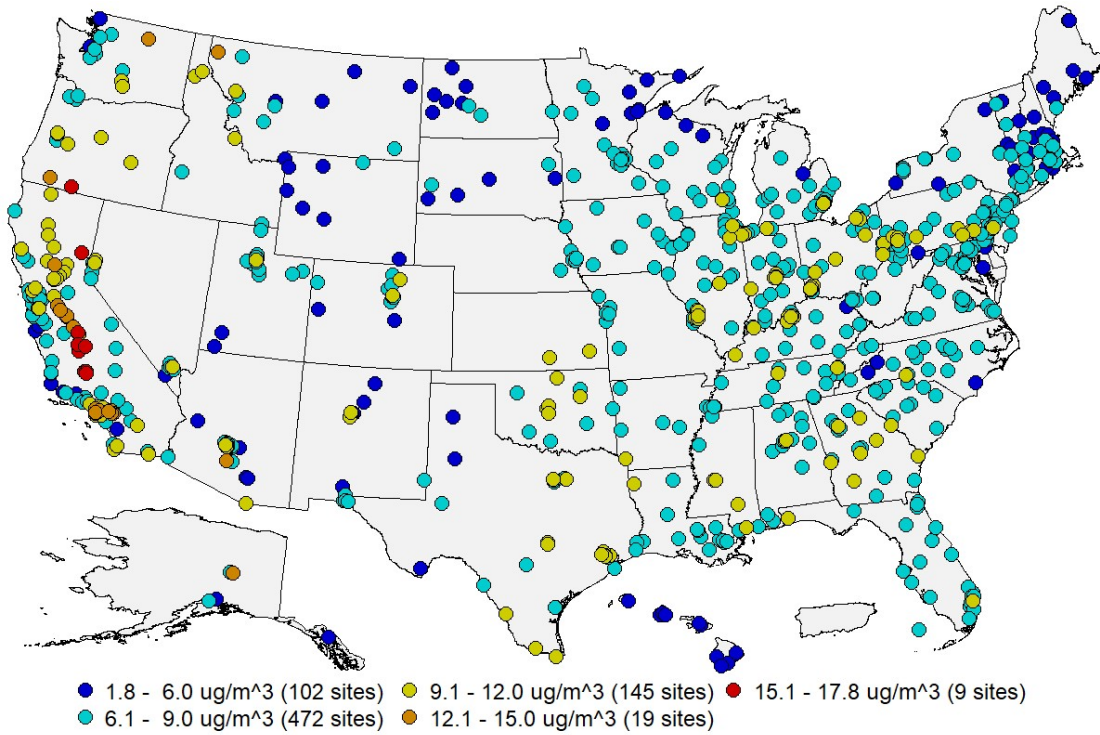 1.8 - 6.0 ug/m^3 (102 sites) 9.1 - 12.0 ug/m^3 (145 sites) 15.1 - 17.8 ug/m^3 (9 sites)
6.1 - 9.0 ug/m^3 (472 sites) 12.1 - 15.0 ug/m^3 (19 sites)